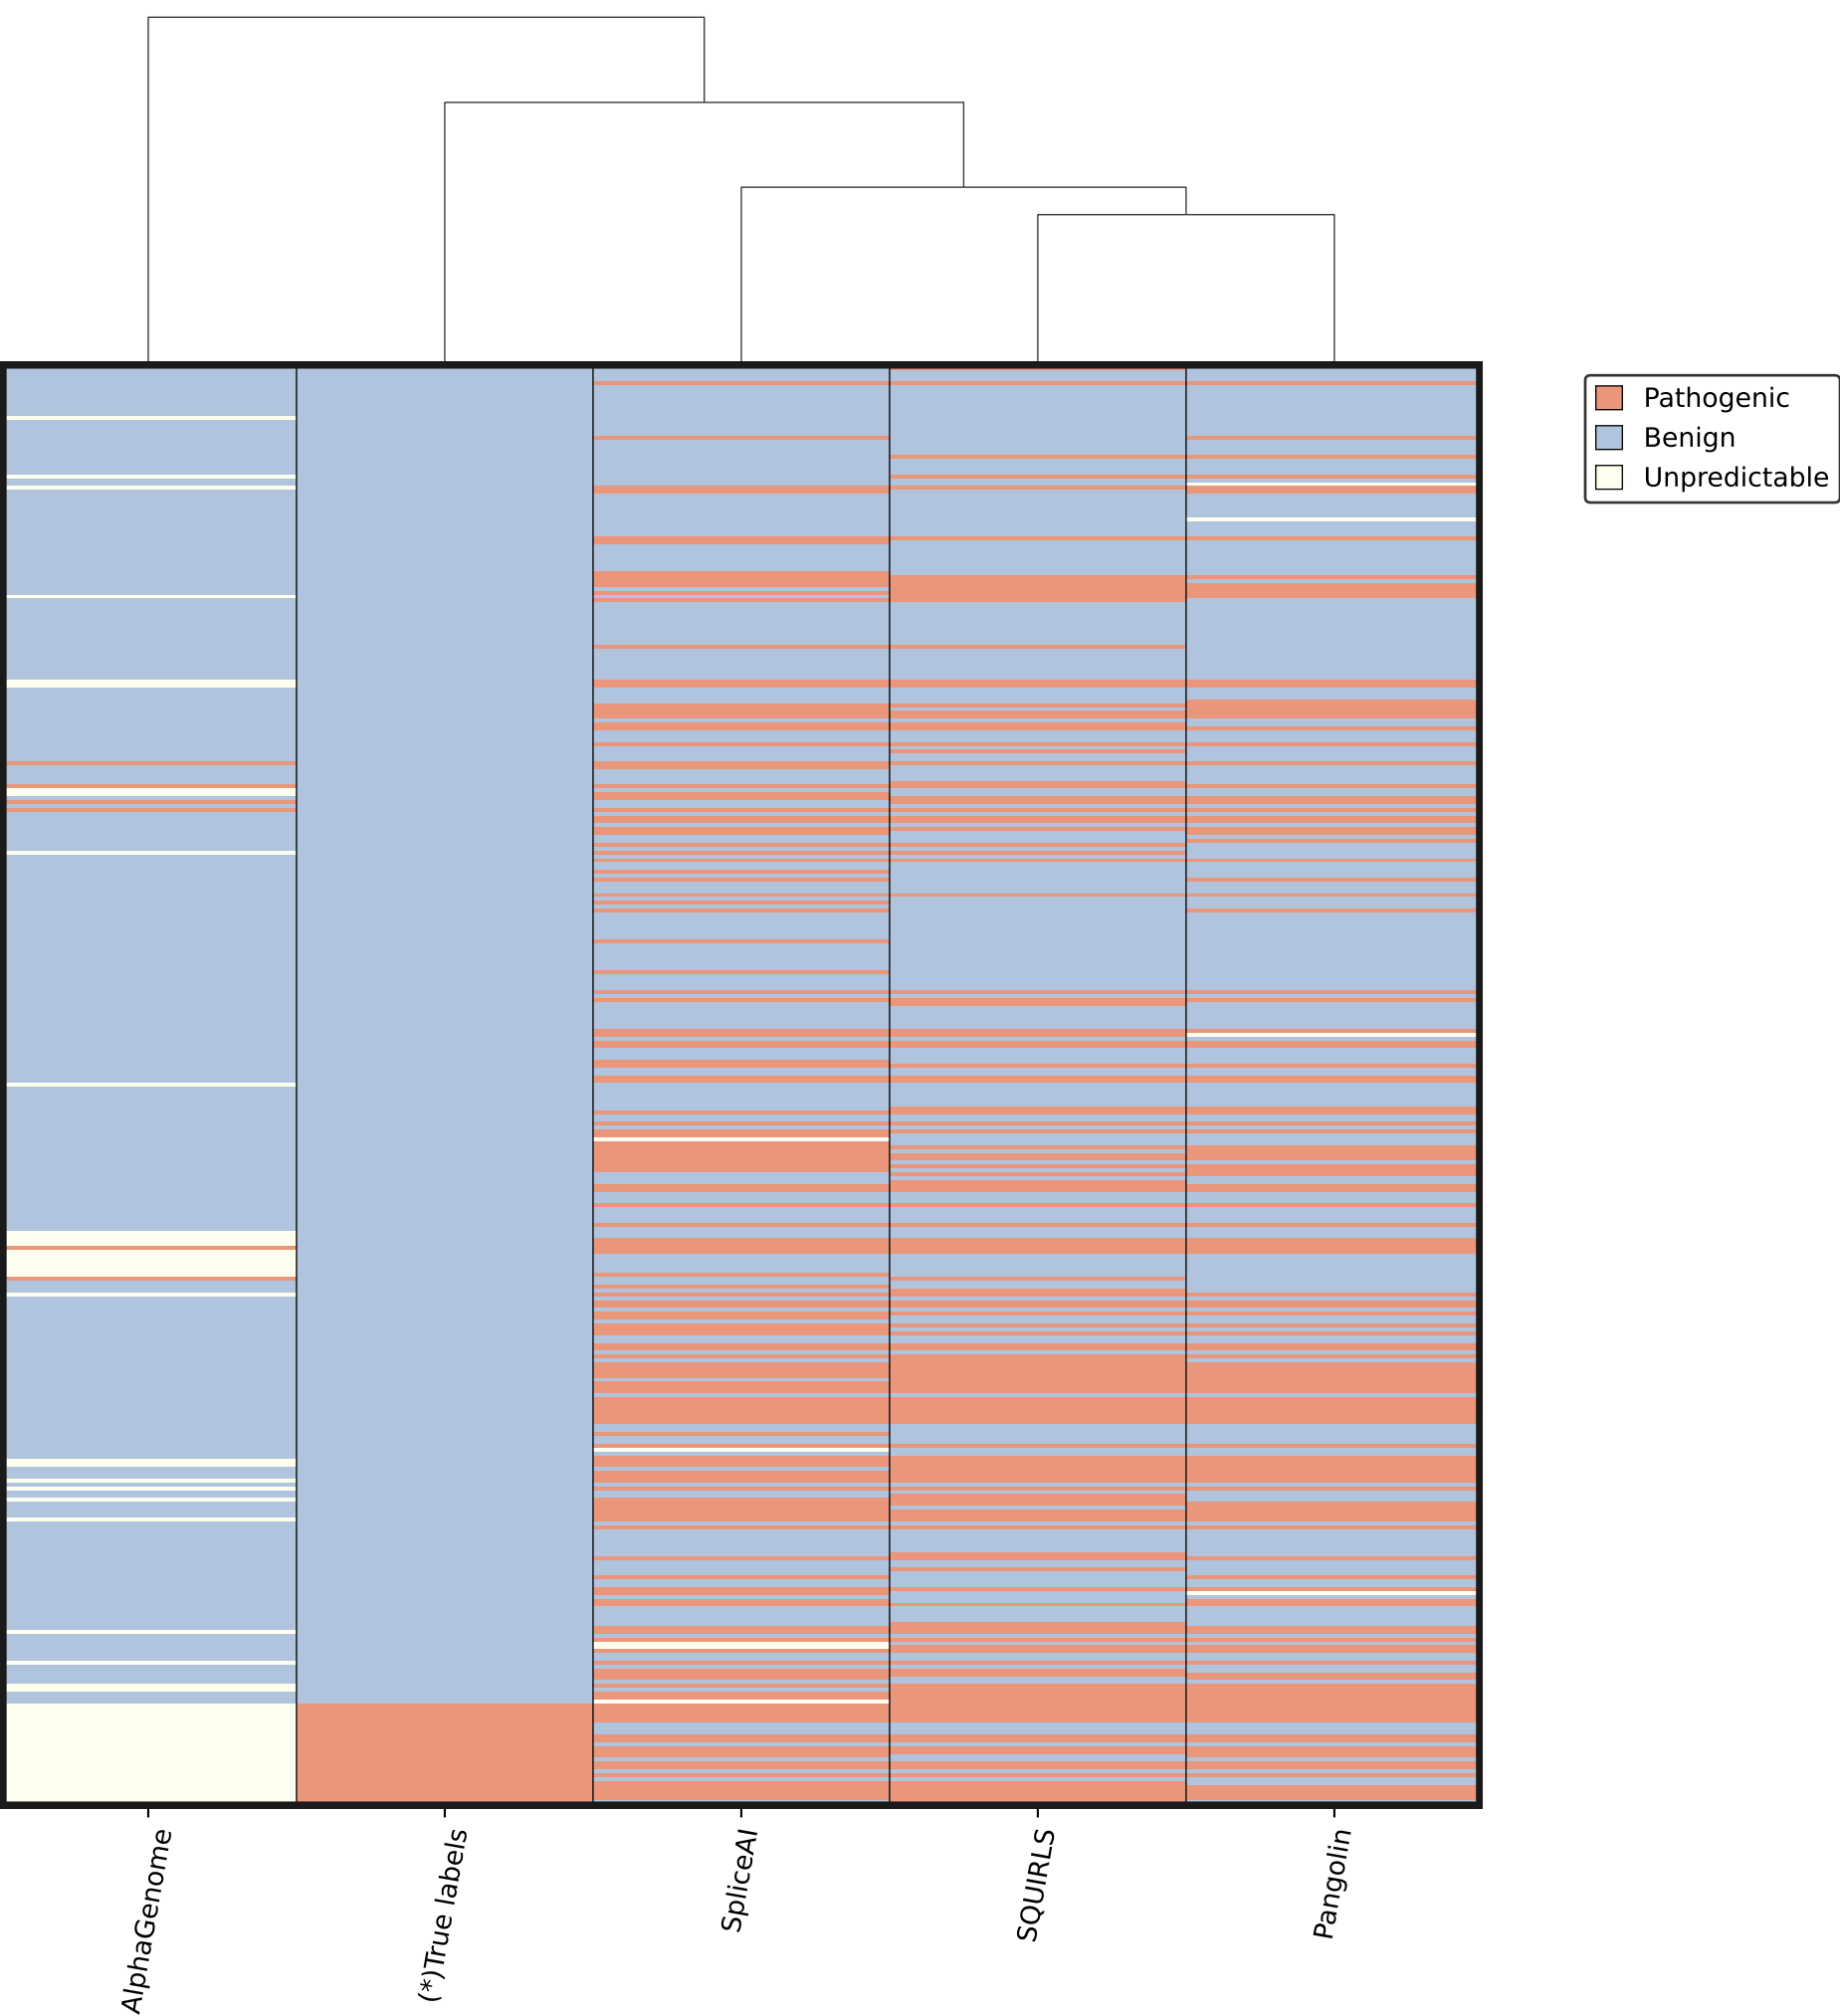 Pathogenic
Benign
Unpredictable
AlphaGenome
(*)True labels
SpliceAI
SQUIRLS
Pangolin